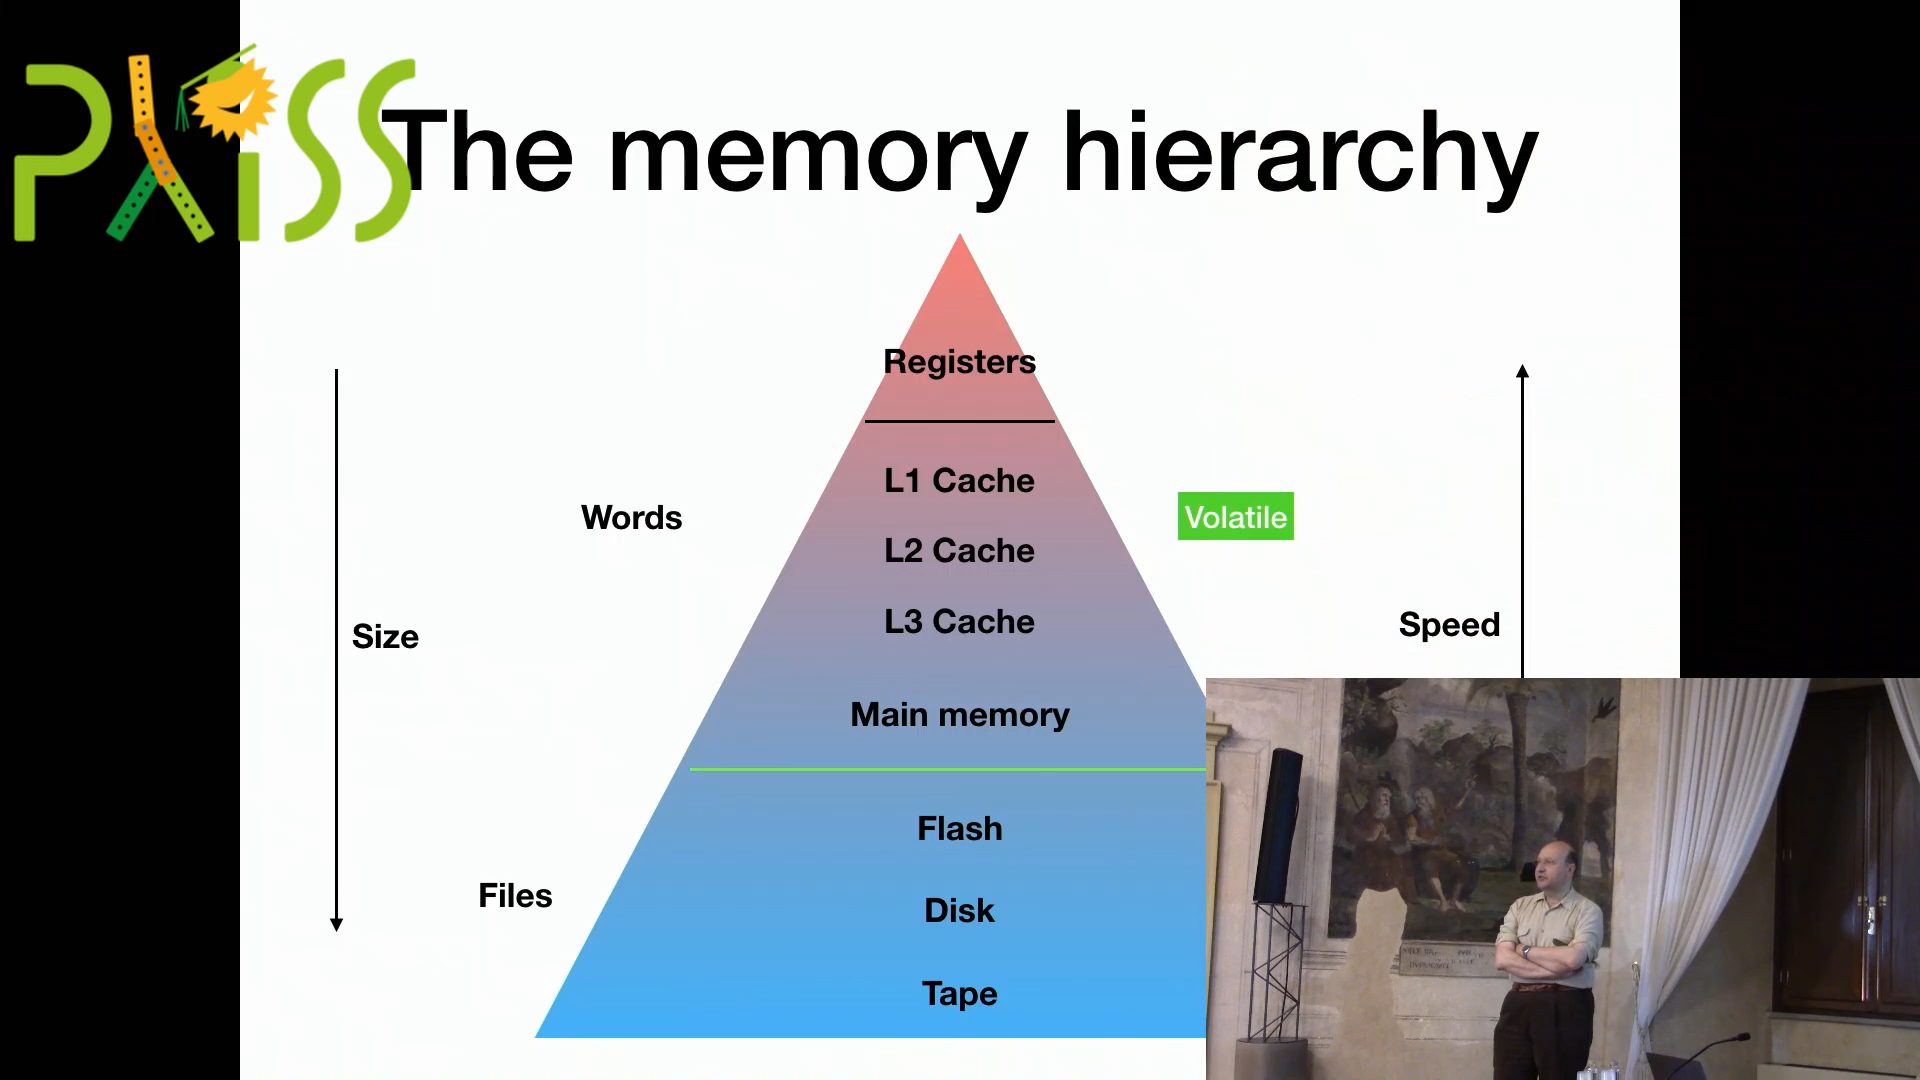 PXISS
The memory hierarchy
Registers
L1 Cache
Words
Volatile
L2 Cache
L3 Cache
Speed
Size
Main memory
Flash
Files
Disk
Tape